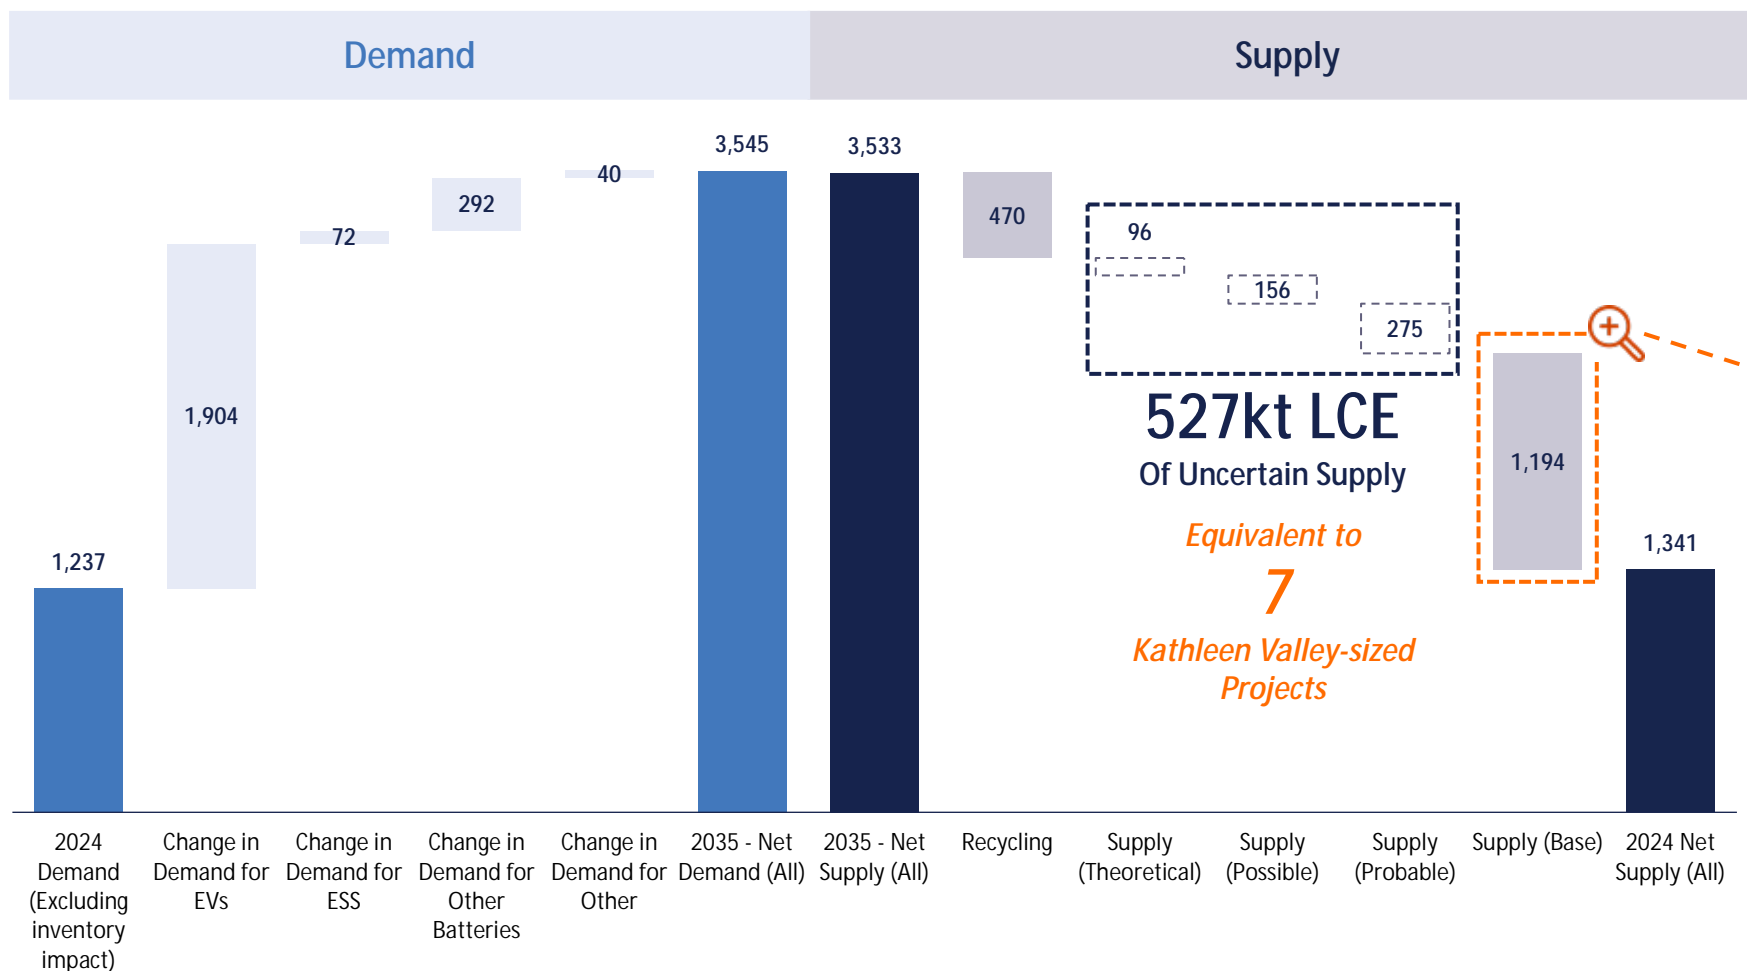 Demand
Supply
3,545
3,533
40
292
470
72
96
156
275
1,904
527kt LCE
Of Uncertain Supply
1,194
Equivalent to
7
Kathleen Valley-sized
Projects
1,237
1,341
2024
Demand
(Excluding
inventory
impact)
Change in
Demand for
EVs
Change in
Demand for
ESS
Change in
Demand for
Other
Batteries
Change in
Demand for
Other
2035 - Net
Demand (All)
2035 - Net
Supply (All)
Recycling
Supply
(Theoretical)
Supply
(Possible)
Supply
(Probable)
Supply (Base)
2024 Net
Supply (All)